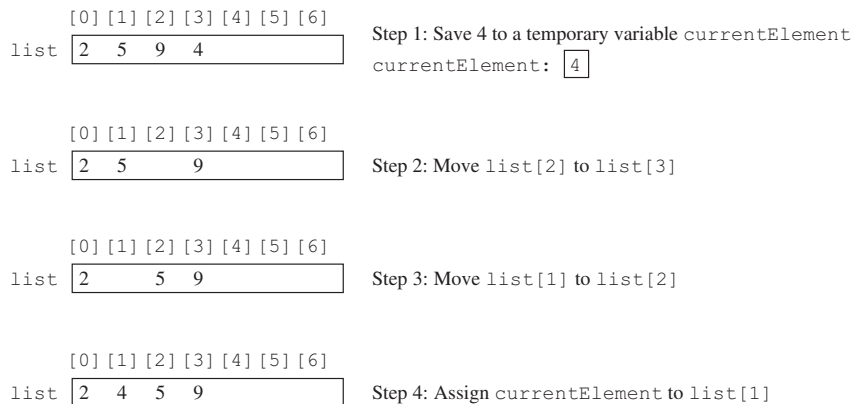 [0][1][2][3][4][5][6]
list 2 5 9 4
Step 1: Save 4 to a temporary variable currentElement
currentElement: 4
[0][1][2][3][4][5][6]
list 2 5 9
Step 2: Move list[2] to list[3]
[0][1][2][3][4][5][6]
list 2 5 9
Step 3: Move list[1] to list[2]
[0][1][2][3][4][5][6]
list 2 4 5 9
Step 4: Assign currentElement to list[1]